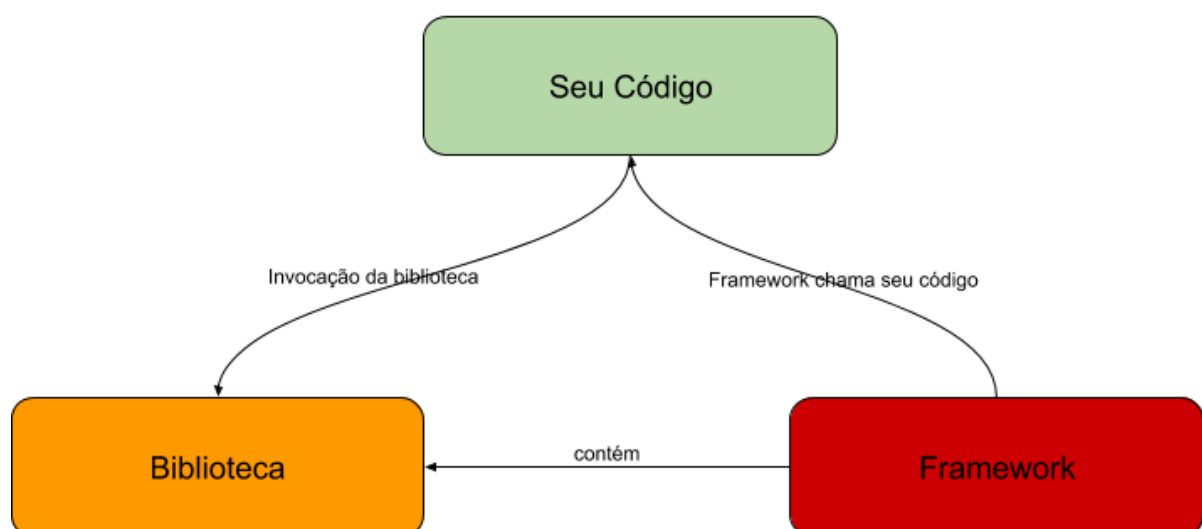 Seu Código
Invocação da biblioteca
Framework chama seu código
Biblioteca
contém
Framework